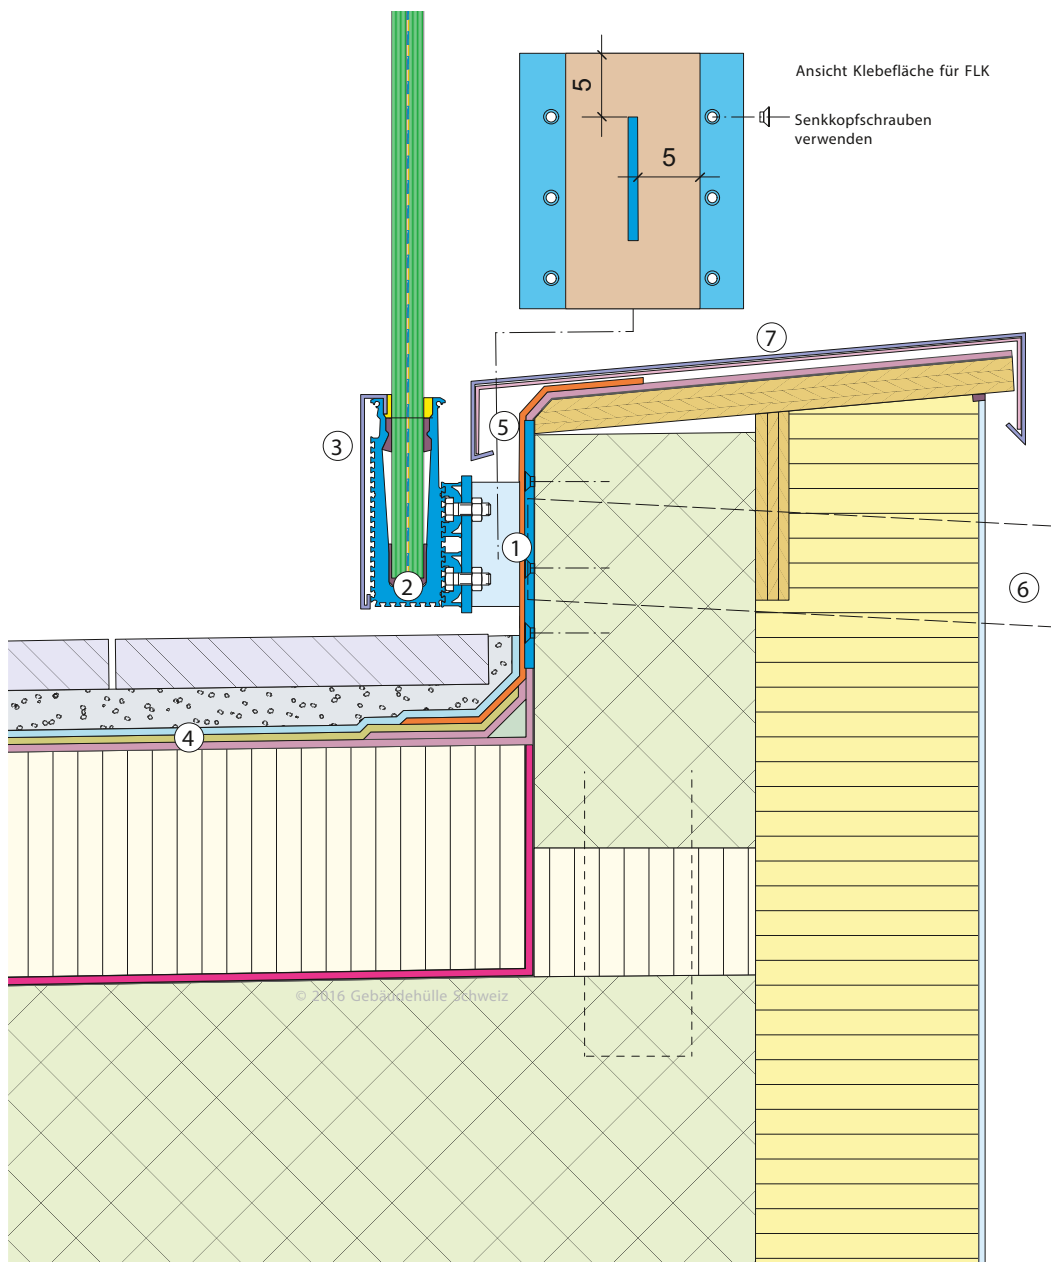 5
Ansicht Klebefläche für FLK
Senkkopfschrauben
verwenden
5
7
3
5
1
2
6
4
© 2016 Gebäudehülle Schweiz